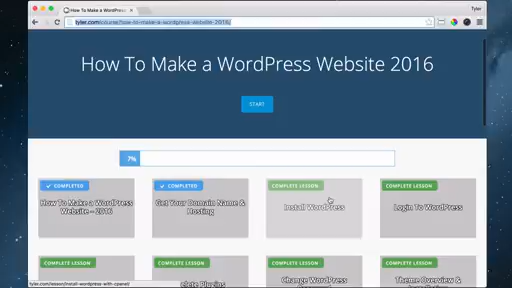 How To Make a WordPress
Tyler
tyler.com/course/how-to-make-a-wordpress-website-2016/
How To Make a WordPress Website 2016
START
7%
COMPLETED
COMPLETED
COMPLETE LESSON
COMPLETE LESSON
How To Make a WordPress
Website – 2016
Get Your Domain Name &
Hosting
Install WordPress
Login To WordPress
COMPLETE LESSON
COMPLETE LESSON
COMPLETE LESSON
COMPLETE LESSON
elete Plugins
Change WordPress
Theme Overview &
tyler.com/lesson/install-wordpress-with-cpanel/